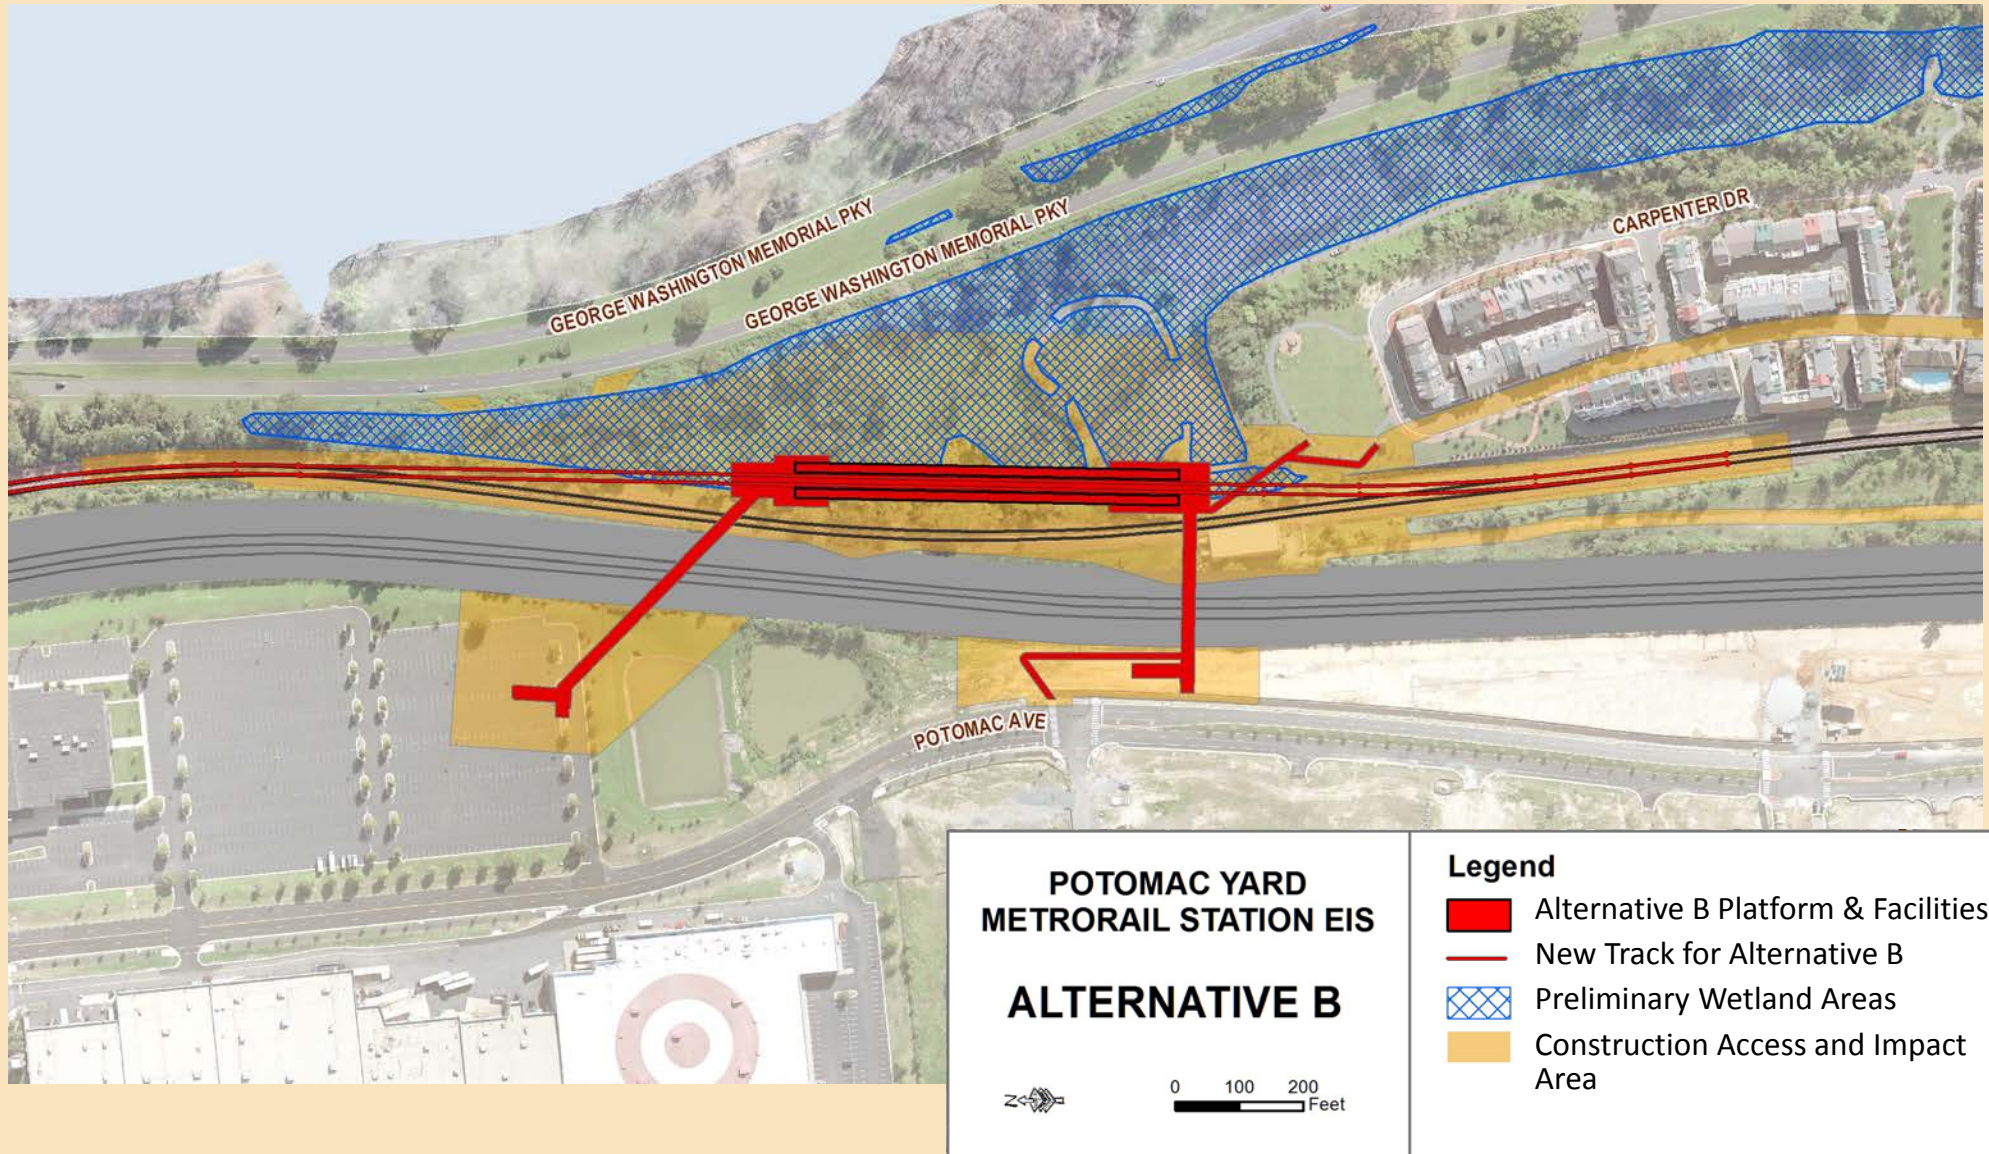 GEORGE WASHINGTON MEMORIAL PKY
GEORGE WASHINGTON MEMORIAL PKY
CARPENTER DR
POTOMAC AVE
POTOMAC YARD
METRORAIL STATION EIS
ALTERNATIVE B
N
0 100 200
Feet
Legend
Alternative B Platform & Facilities
New Track for Alternative B
Preliminary Wetland Areas
Construction Access and Impact
Area